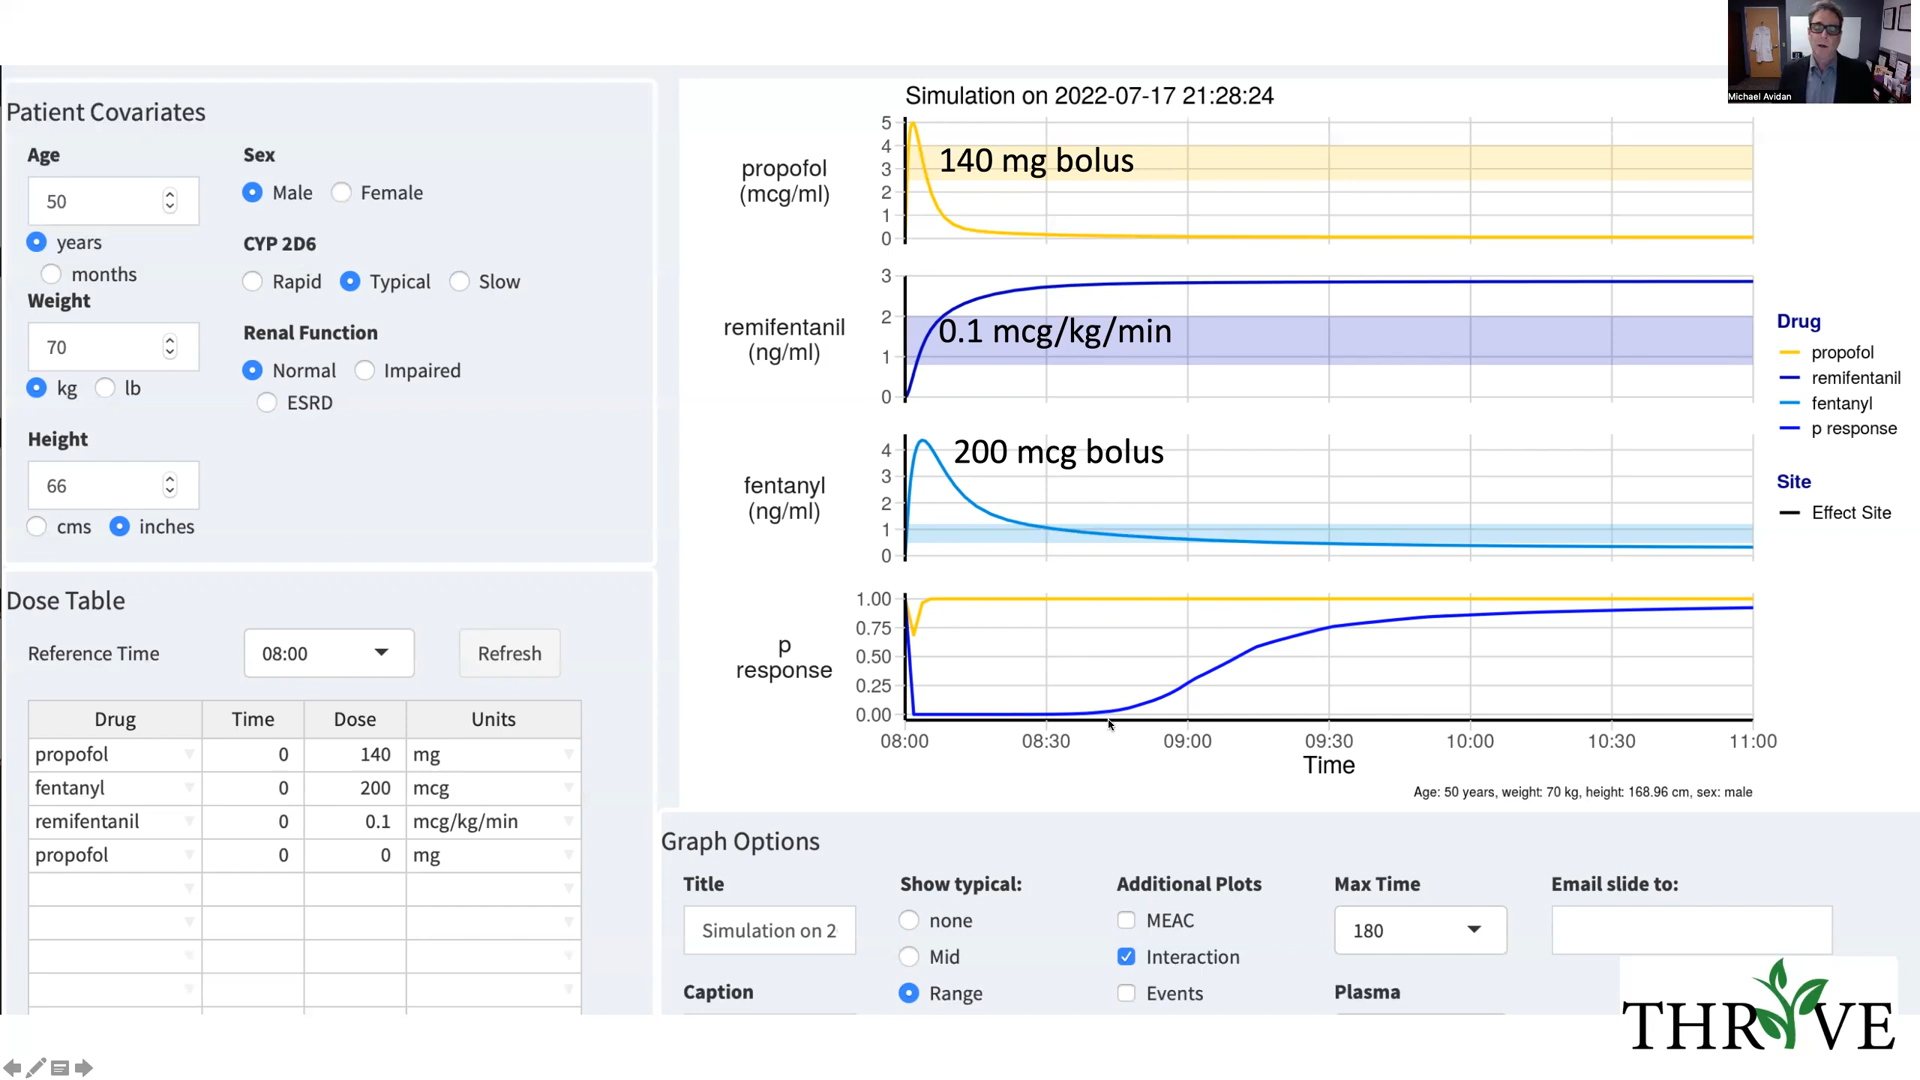 Michael Avidan
Patient Covariates
Age
50
years
months
Weight
70
kg lb
Height
66
cms inches
Sex
Male Female
CYP 2D6
Rapid Typical Slow
Renal Function
Normal Impaired
ESRD
Dose Table
Reference Time 08:00 Refresh
Drug Time Dose Units
propofol 0 140 mg
fentanyl 0 200 mcg
remifentanil 0 0.1 mcg/kg/min
propofol 0 0 mg
Simulation on 2022-07-17 21:28:24
propofol
(mcg/ml)
5
4
3
2
1
0
140 mg bolus
remifentanil
(ng/ml)
3
2
1
0
0.1 mcg/kg/min
fentanyl
(ng/ml)
4
3
2
1
0
200 mcg bolus
p
response
1.00
0.75
0.50
0.25
0.00
08:00 08:30 09:00 09:30 10:00 10:30 11:00
Time
Age: 50 years, weight: 70 kg, height: 168.96 cm, sex: male
Drug
propofol
remifentanil
fentanyl
p response
Site
Effect Site
Graph Options
Title
Simulation on 2
Caption
Show typical:
none
Mid
Range
Additional Plots
MEAC
Interaction
Events
Max Time
180
Plasma
Email slide to:
THRIVE